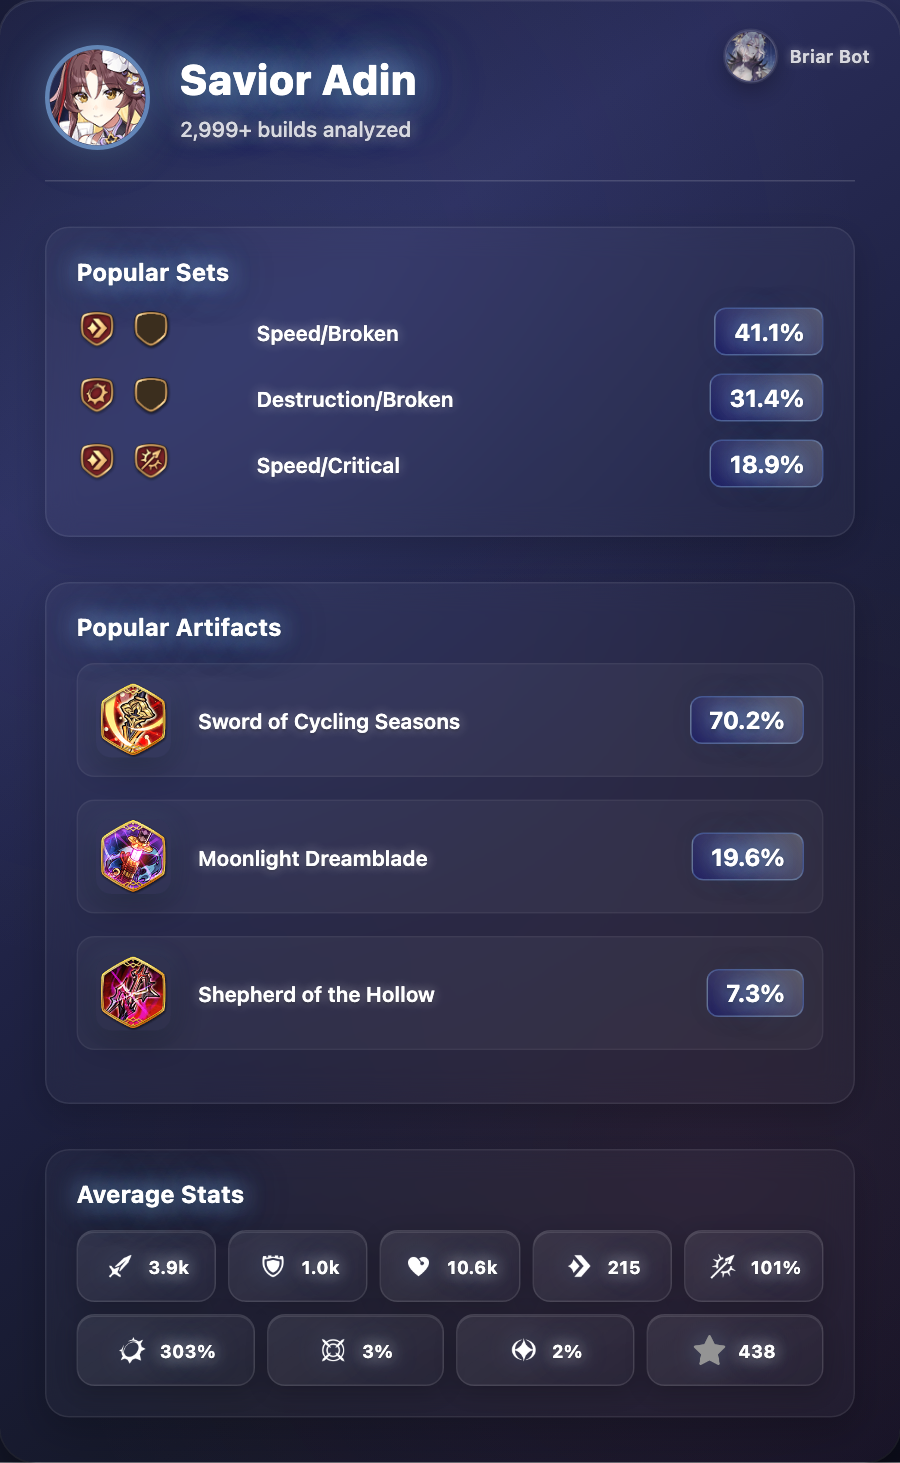 Savior Adin
2,999+ builds analyzed
Briar Bot
Popular Sets
Speed/Broken
41.1%
Destruction/Broken
31.4%
Speed/Critical
18.9%
Popular Artifacts
Sword of Cycling Seasons
70.2%
Moonlight Dreamblade
19.6%
Shepherd of the Hollow
7.3%
Average Stats
3.9k
1.0k
10.6k
215
101%
303%
3%
2%
438